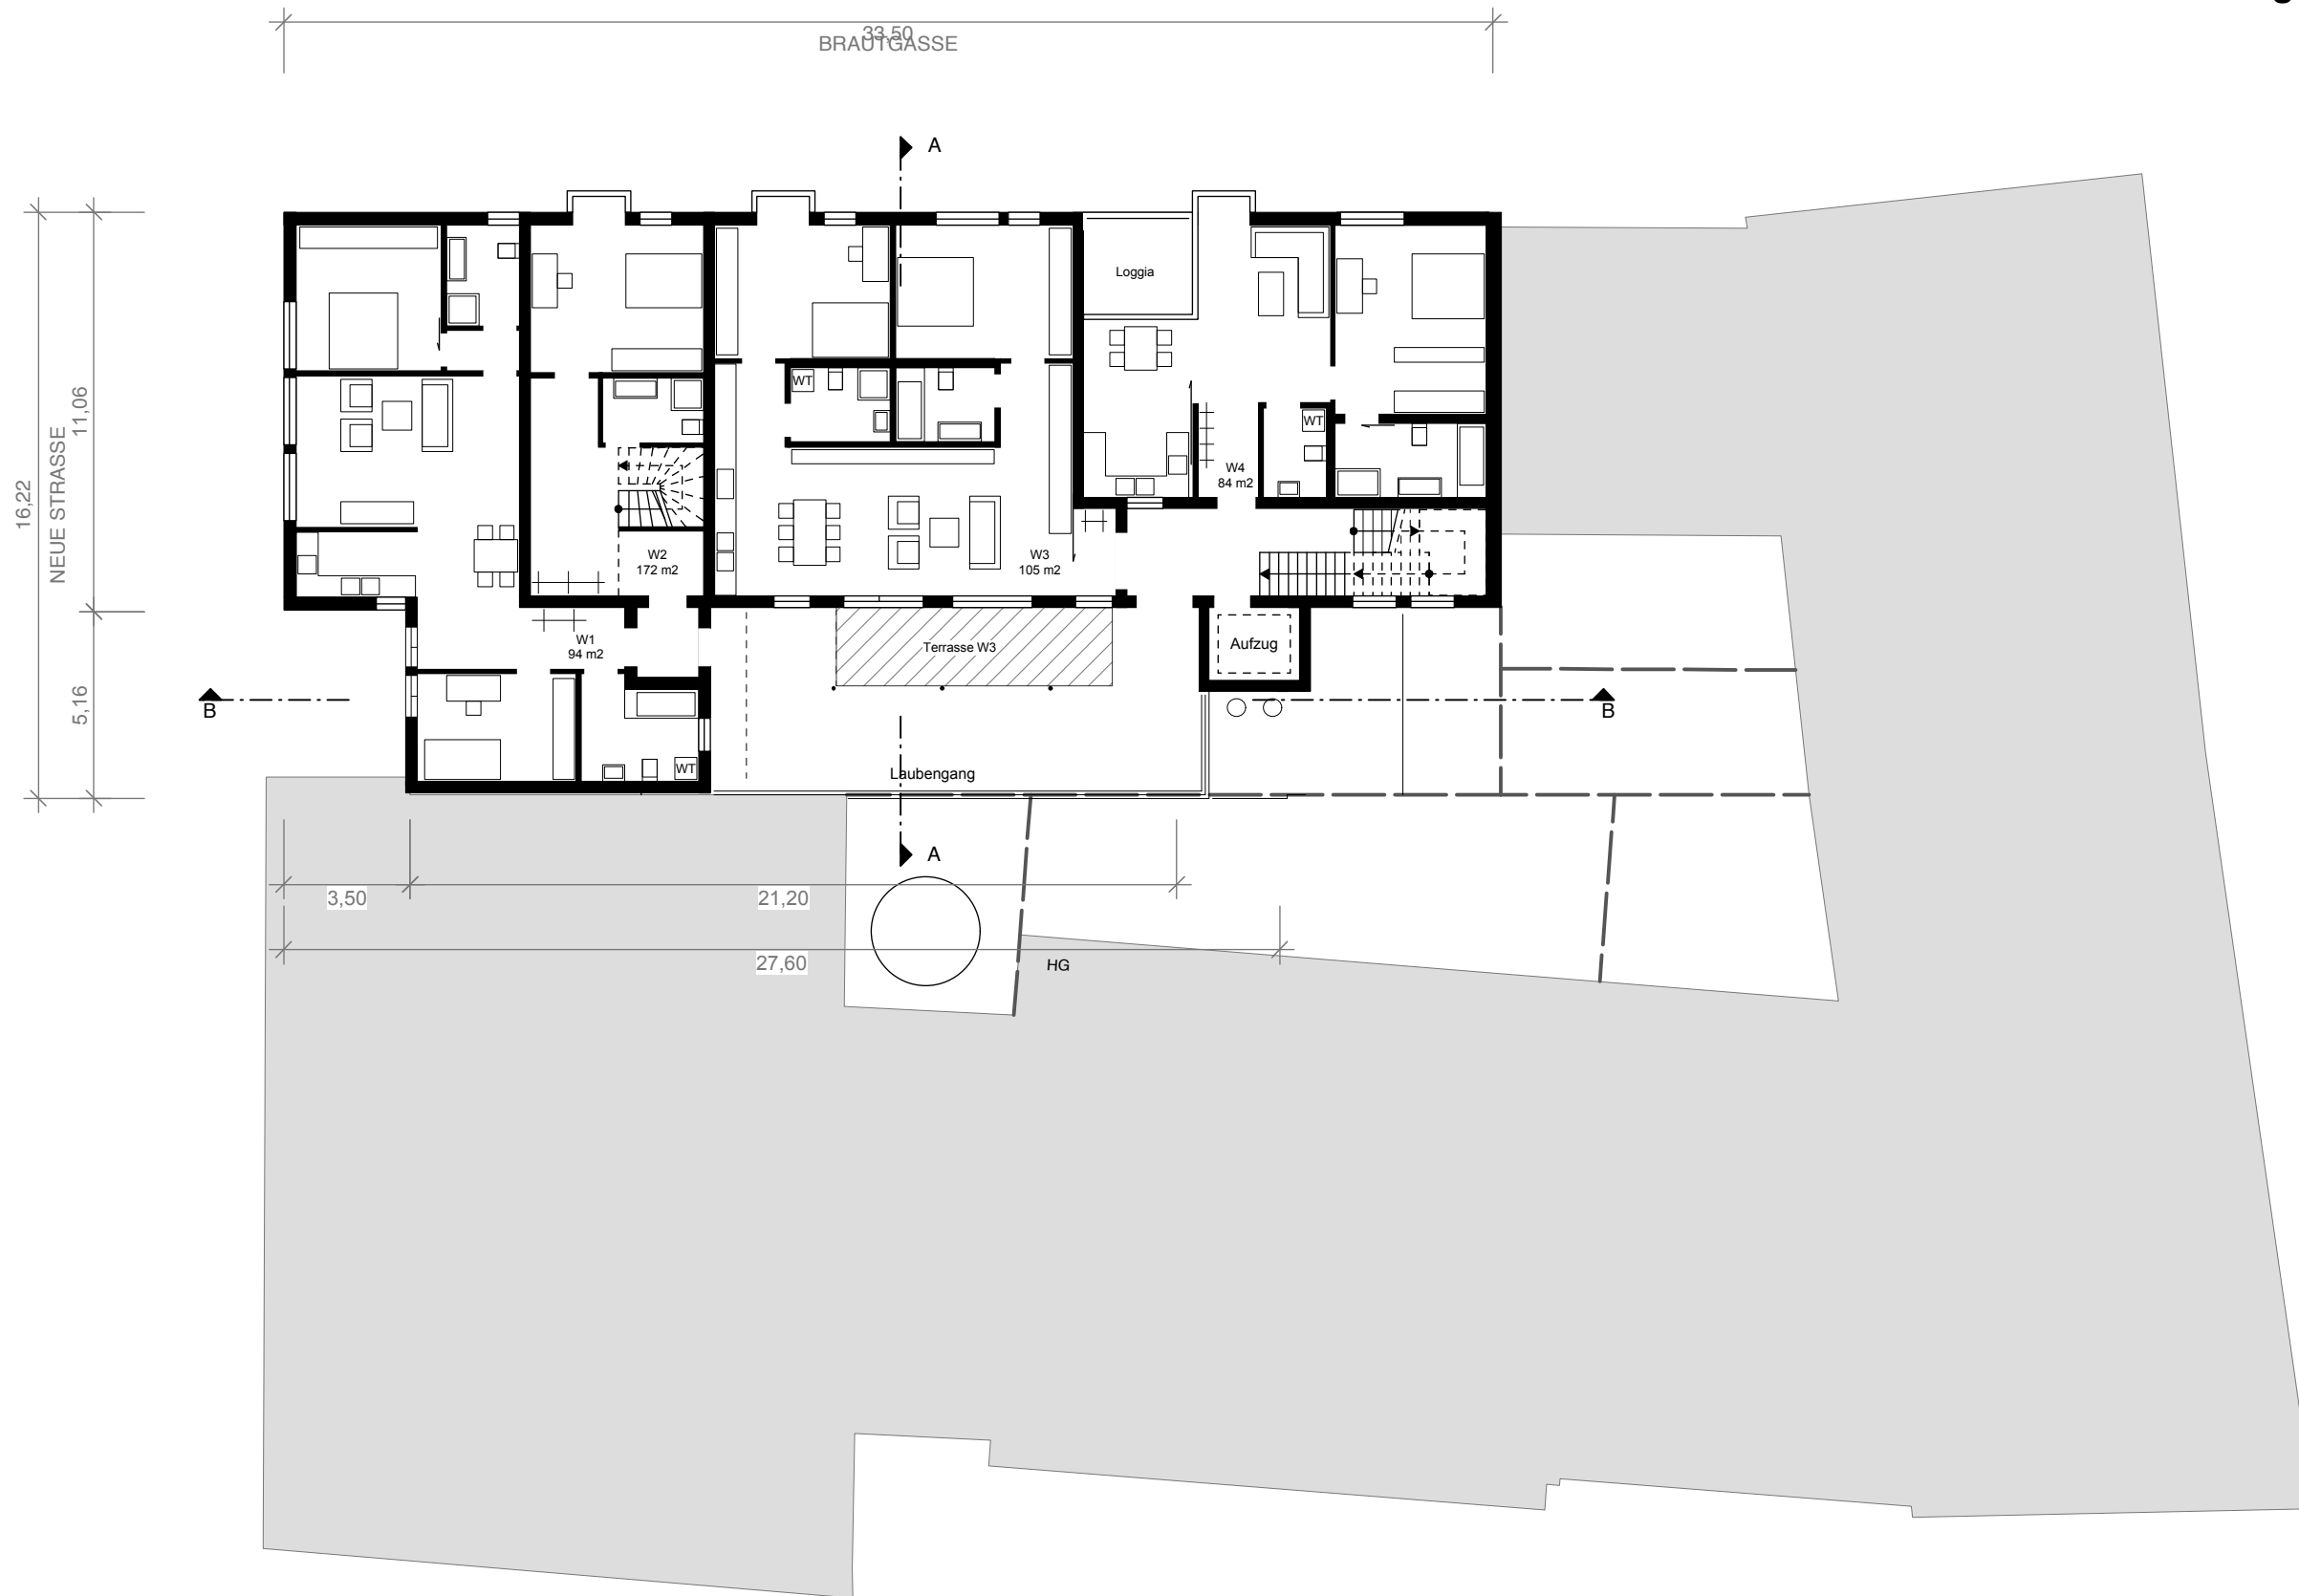 33,50
BRAUTGASSE
A
Loggia
WT
WT
W4
84 m2
11,06
16,22
NEUE STRASSE
W2
172 m2
W3
105 m2
W1
94 m2
Terrasse W3
Aufzug
5,16
B
B
WT
Laubengang
A
3,50
21,20
27,60
HG